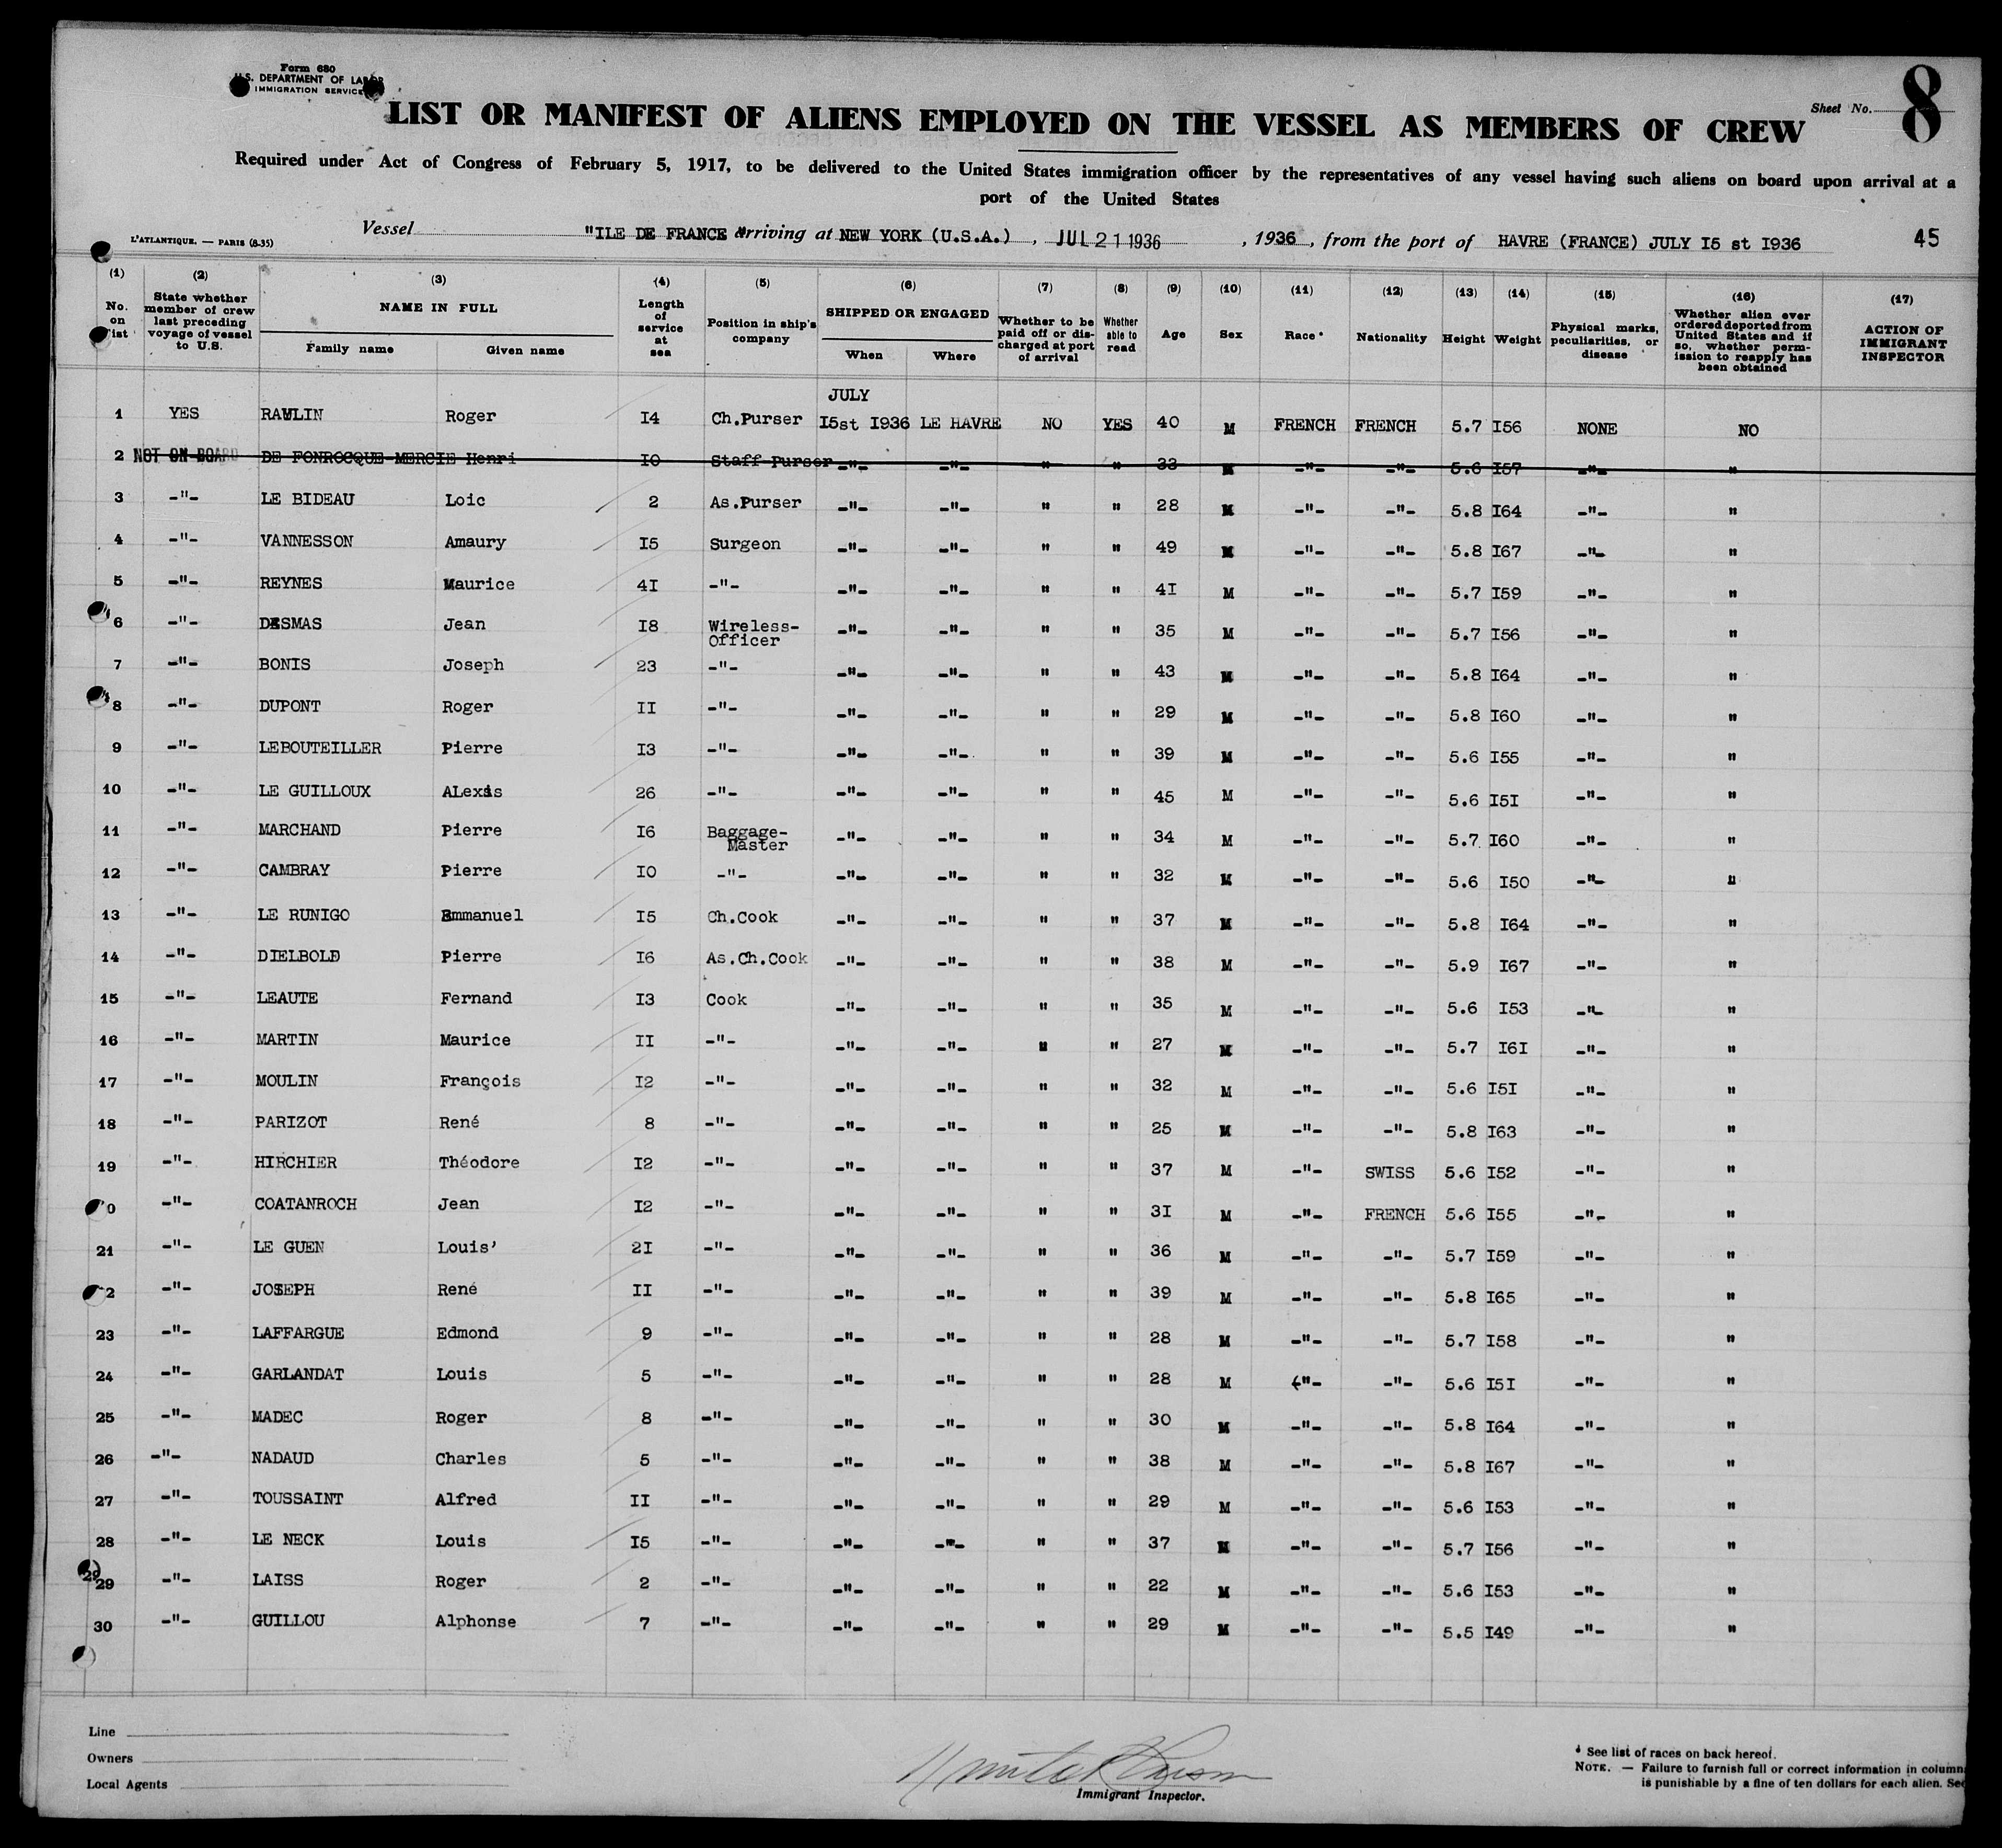 Form 680
U.S. DEPARTMENT OF LABOR
IMMIGRATION SERVICE
Sheet No. 8
LIST OR MANIFEST OF ALIENS EMPLOYED ON THE VESSEL AS MEMBERS OF CREW
Required under Act of Congress of February 5, 1917, to be delivered to the United States immigration officer by the representatives of any vessel having such aliens on board upon arrival at a
port of the United States
L'ATLANTIQUE. — PARIS (8-35)
Vessel "ILE DE FRANCE" arriving at NEW YORK (U.S.A.), JUL 21 1936, 1936, from the port of HAVRE (FRANCE) JULY I5 st I936 45
(1) (2) (3) (4) (5) (6) (7) (8) (9) (10) (11) (12) (13) (14) (15) (16) (17)
No. on list
State whether member of crew last preceding voyage of vessel to U.S.
NAME IN FULL
Family name Given name
Length of service at sea
Position in ship's company
SHIPPED OR ENGAGED
When Where
Whether to be paid off or discharged at port of arrival
Whether able to read
Age
Sex
Race *
Nationality
Height
Weight
Physical marks, peculiarities, or disease
Whether alien ever ordered deported from United States and if so, whether permission to reapply has been obtained
ACTION OF IMMIGRANT INSPECTOR
JULY
1 YES RAULIN Roger I4 Ch.Purser I5st I936 LE HAVRE NO YES 40 M FRENCH FRENCH 5.7 I56 NONE NO
2 NOT ON BOARD DE FONROCQUE-MERCIE Henri I0 Staff Purser -"- -"- " " 33 M -"- -"- 5.6 I57 -"- "
3 -"- LE BIDEAU Loic 2 As.Purser -"- -"- " " 28 M -"- -"- 5.8 I64 -"- "
4 -"- VANNESSON Amaury I5 Surgeon -"- -"- " " 49 M -"- -"- 5.8 I67 -"- "
5 -"- REYNES Maurice 4I -"- -"- -"- " " 4I M -"- -"- 5.7 I59 -"- "
6 -"- DESMAS Jean I8 Wireless-Officer -"- -"- " " 35 M -"- -"- 5.7 I56 -"- "
7 -"- BONIS Joseph 23 -"- -"- -"- " " 43 M -"- -"- 5.8 I64 -"- "
8 -"- DUPONT Roger II -"- -"- -"- " " 29 M -"- -"- 5.8 I60 -"- "
9 -"- LEBOUTEILLER Pierre I3 -"- -"- -"- " " 39 M -"- -"- 5.6 I55 -"- "
10 -"- LE GUILLOUX ALexis 26 -"- -"- -"- " " 45 M -"- -"- 5.6 I5I -"- "
11 -"- MARCHAND Pierre I6 Baggage-Master -"- -"- " " 34 M -"- -"- 5.7 I60 -"- "
12 -"- CAMBRAY Pierre I0 -"- -"- -"- " " 32 M -"- -"- 5.6 I50 -"- "
13 -"- LE RUNIGO Emmanuel I5 Ch.Cook -"- -"- " " 37 M -"- -"- 5.8 I64 -"- "
14 -"- DIELBOLD Pierre I6 As.Ch.Cook -"- -"- " " 38 M -"- -"- 5.9 I67 -"- "
15 -"- LEAUTE Fernand I3 Cook -"- -"- " " 35 M -"- -"- 5.6 I53 -"- "
16 -"- MARTIN Maurice II -"- -"- -"- " " 27 M -"- -"- 5.7 I6I -"- "
17 -"- MOULIN François I2 -"- -"- -"- " " 32 M -"- -"- 5.6 I5I -"- "
18 -"- PARIZOT René 8 -"- -"- -"- " " 25 M -"- -"- 5.8 I63 -"- "
19 -"- HIRCHIER Théodore I2 -"- -"- -"- " " 37 M -"- SWISS 5.6 I52 -"- "
0 -"- COATANROCH Jean I2 -"- -"- -"- " " 3I M -"- FRENCH 5.6 I55 -"- "
21 -"- LE GUEN Louis' 2I -"- -"- -"- " " 36 M -"- -"- 5.7 I59 -"- "
2 -"- JOSEPH René II -"- -"- -"- " " 39 M -"- -"- 5.8 I65 -"- "
23 -"- LAFFARGUE Edmond 9 -"- -"- -"- " " 28 M -"- -"- 5.7 I58 -"- "
24 -"- GARLANDAT Louis 5 -"- -"- -"- " " 28 M -"- -"- 5.6 I5I -"- "
25 -"- MADEC Roger 8 -"- -"- -"- " " 30 M -"- -"- 5.8 I64 -"- "
26 -"- NADAUD Charles 5 -"- -"- -"- " " 38 M -"- -"- 5.8 I67 -"- "
27 -"- TOUSSAINT Alfred II -"- -"- -"- " " 29 M -"- -"- 5.6 I53 -"- "
28 -"- LE NECK Louis I5 -"- -"- -"- " " 37 M -"- -"- 5.7 I56 -"- "
29 29 -"- LAISS Roger 2 -"- -"- -"- " " 22 M -"- -"- 5.6 I53 -"- "
30 -"- GUILLOU Alphonse 7 -"- -"- -"- " " 29 M -"- -"- 5.5 I49 -"- "
Line
Owners
Local Agents
Immigrant Inspector.
* See list of races on back hereof.
NOTE. — Failure to furnish full or correct information in column
is punishable by a fine of ten dollars for each alien. See